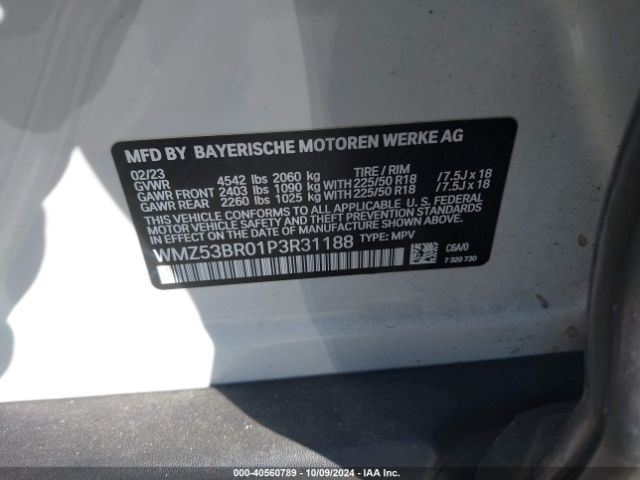 MFD BY BAYERISCHE MOTOREN WERKE AG
02/23 TIRE / RIM
GVWR 4542 lbs 2060 kg
GAWR FRONT 2403 lbs 1090 kg WITH 225/50 R18 / 7.5J x 18
GAWR REAR 2260 lbs 1025 kg WITH 225/50 R18 / 7.5J x 18
THIS VEHICLE CONFORMS TO ALL APPLICABLE U. S. FEDERAL
MOTOR VEHICLE SAFETY, BUMPER, AND THEFT PREVENTION
STANDARDS IN EFFECT ON THE DATE OF MANUFACTURE SHOWN ABOVE.
WMZ53BR01P3R31188 TYPE: MPV
C6A/0
7 320 730
000-40560789 - 10/09/2024 - IAA Inc.